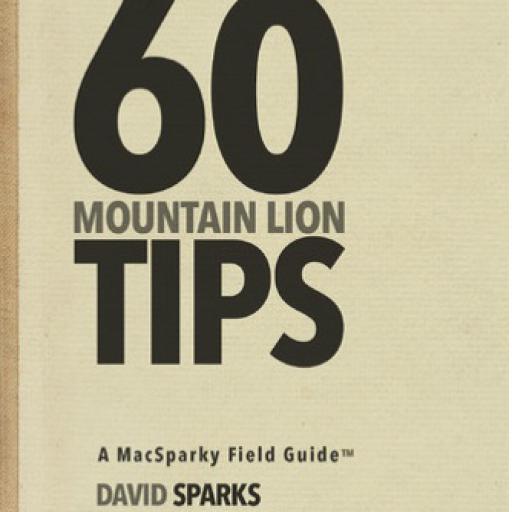 60
MOUNTAIN LION
TIPS
A MacSparky Field Guide™
DAVID SPARKS